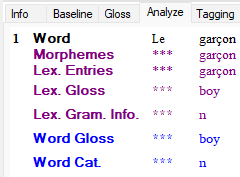 Info Baseline Gloss Analyze Tagging
1 Word Le garçon
Morphemes *** garçon
Lex. Entries *** garçon
Lex. Gloss *** boy
Lex. Gram. Info. *** n
Word Gloss *** boy
Word Cat. *** n